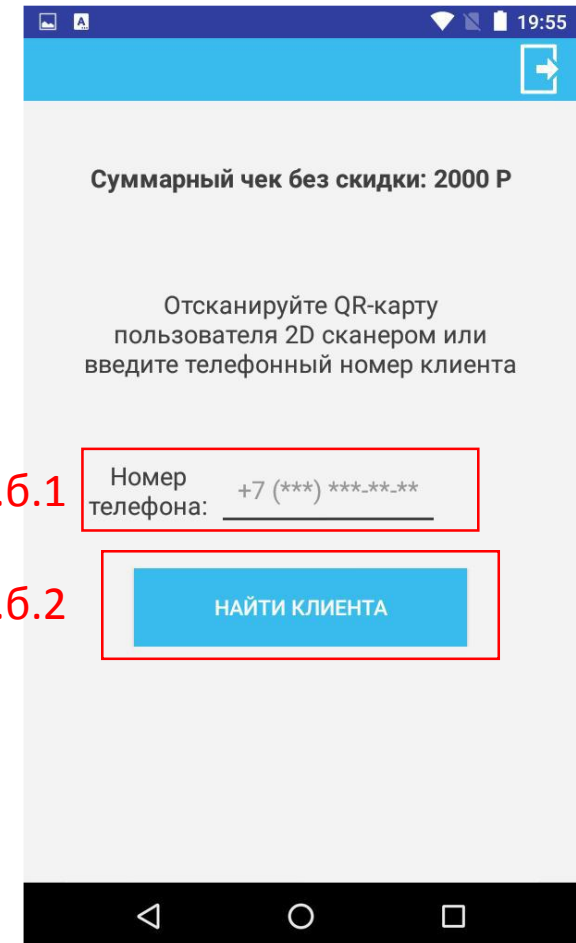 19:55
Суммарный чек без скидки: 2000 Р
Отсканируйте QR-карту
пользователя 2D сканером или
введите телефонный номер клиента
.б.1
Номер
телефона:
+7 (***) ***-**-**
.б.2
НАЙТИ КЛИЕНТА